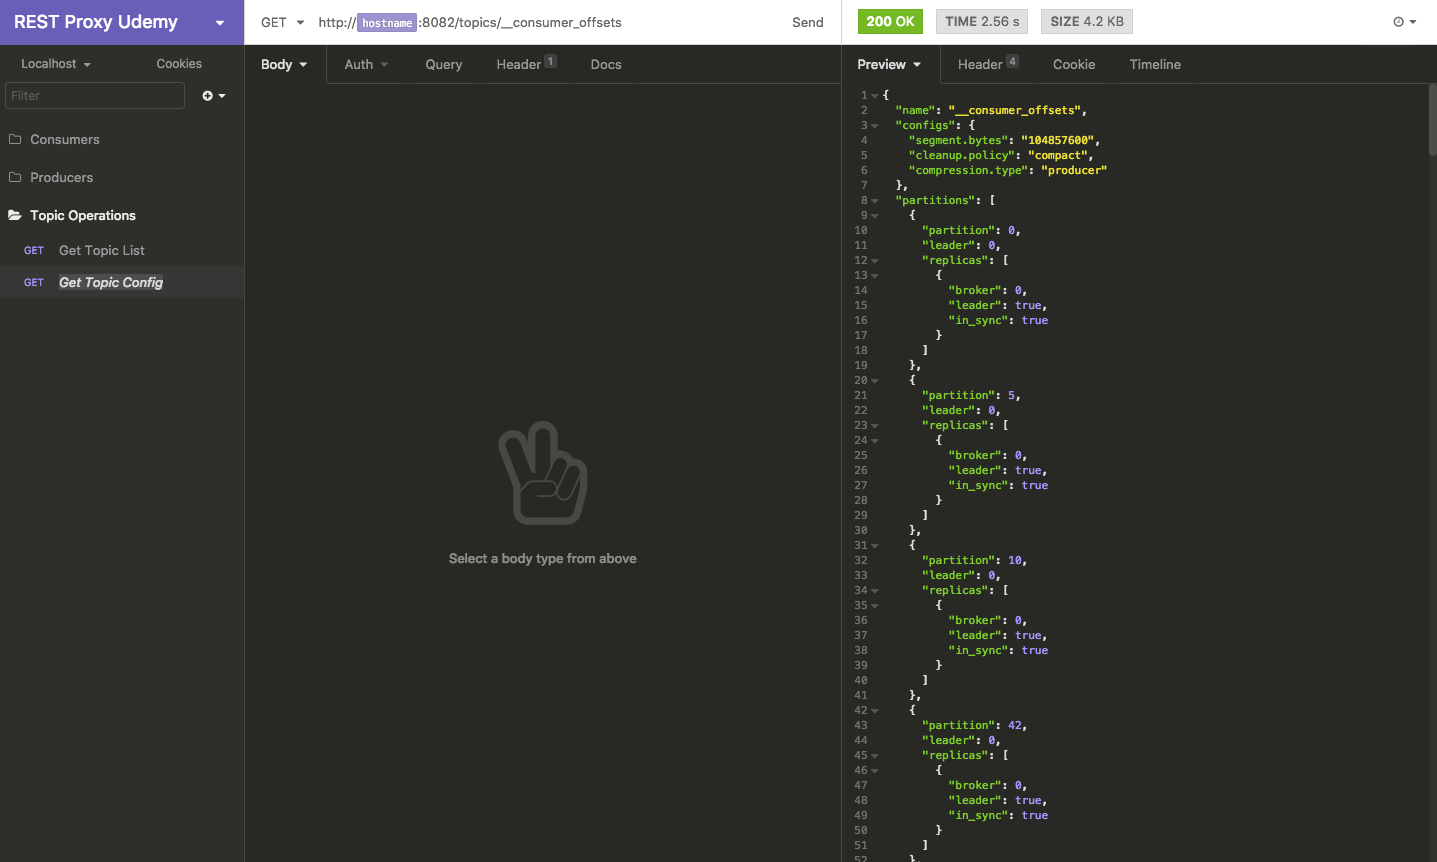 REST Proxy Udemy
GET http://hostname:8082/topics/__consumer_offsets Send
200 OK TIME 2.56 s SIZE 4.2 KB
Localhost Cookies
Filter
Consumers
Producers
Topic Operations
GET Get Topic List
GET Get Topic Config
Body Auth Query Header 1 Docs
Select a body type from above
Preview Header 4 Cookie Timeline
1 {
2 "name": "__consumer_offsets",
3 "configs": {
4 "segment.bytes": "104857600",
5 "cleanup.policy": "compact",
6 "compression.type": "producer"
7 },
8 "partitions": [
9 {
10 "partition": 0,
11 "leader": 0,
12 "replicas": [
13 {
14 "broker": 0,
15 "leader": true,
16 "in_sync": true
17 }
18 ]
19 },
20 {
21 "partition": 5,
22 "leader": 0,
23 "replicas": [
24 {
25 "broker": 0,
26 "leader": true,
27 "in_sync": true
28 }
29 ]
30 },
31 {
32 "partition": 10,
33 "leader": 0,
34 "replicas": [
35 {
36 "broker": 0,
37 "leader": true,
38 "in_sync": true
39 }
40 ]
41 },
42 {
43 "partition": 42,
44 "leader": 0,
45 "replicas": [
46 {
47 "broker": 0,
48 "leader": true,
49 "in_sync": true
50 }
51 ]
52 },